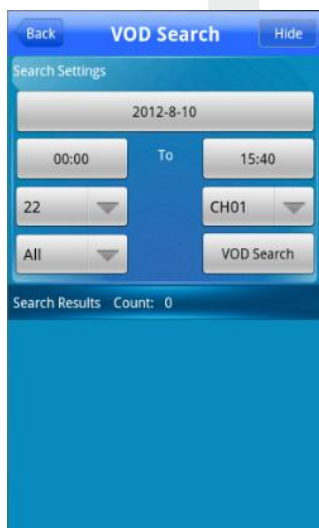 Back VOD Search Hide
Search Settings
2012-8-10
00:00 To 15:40
22 CH01
All VOD Search
Search Results Count: 0